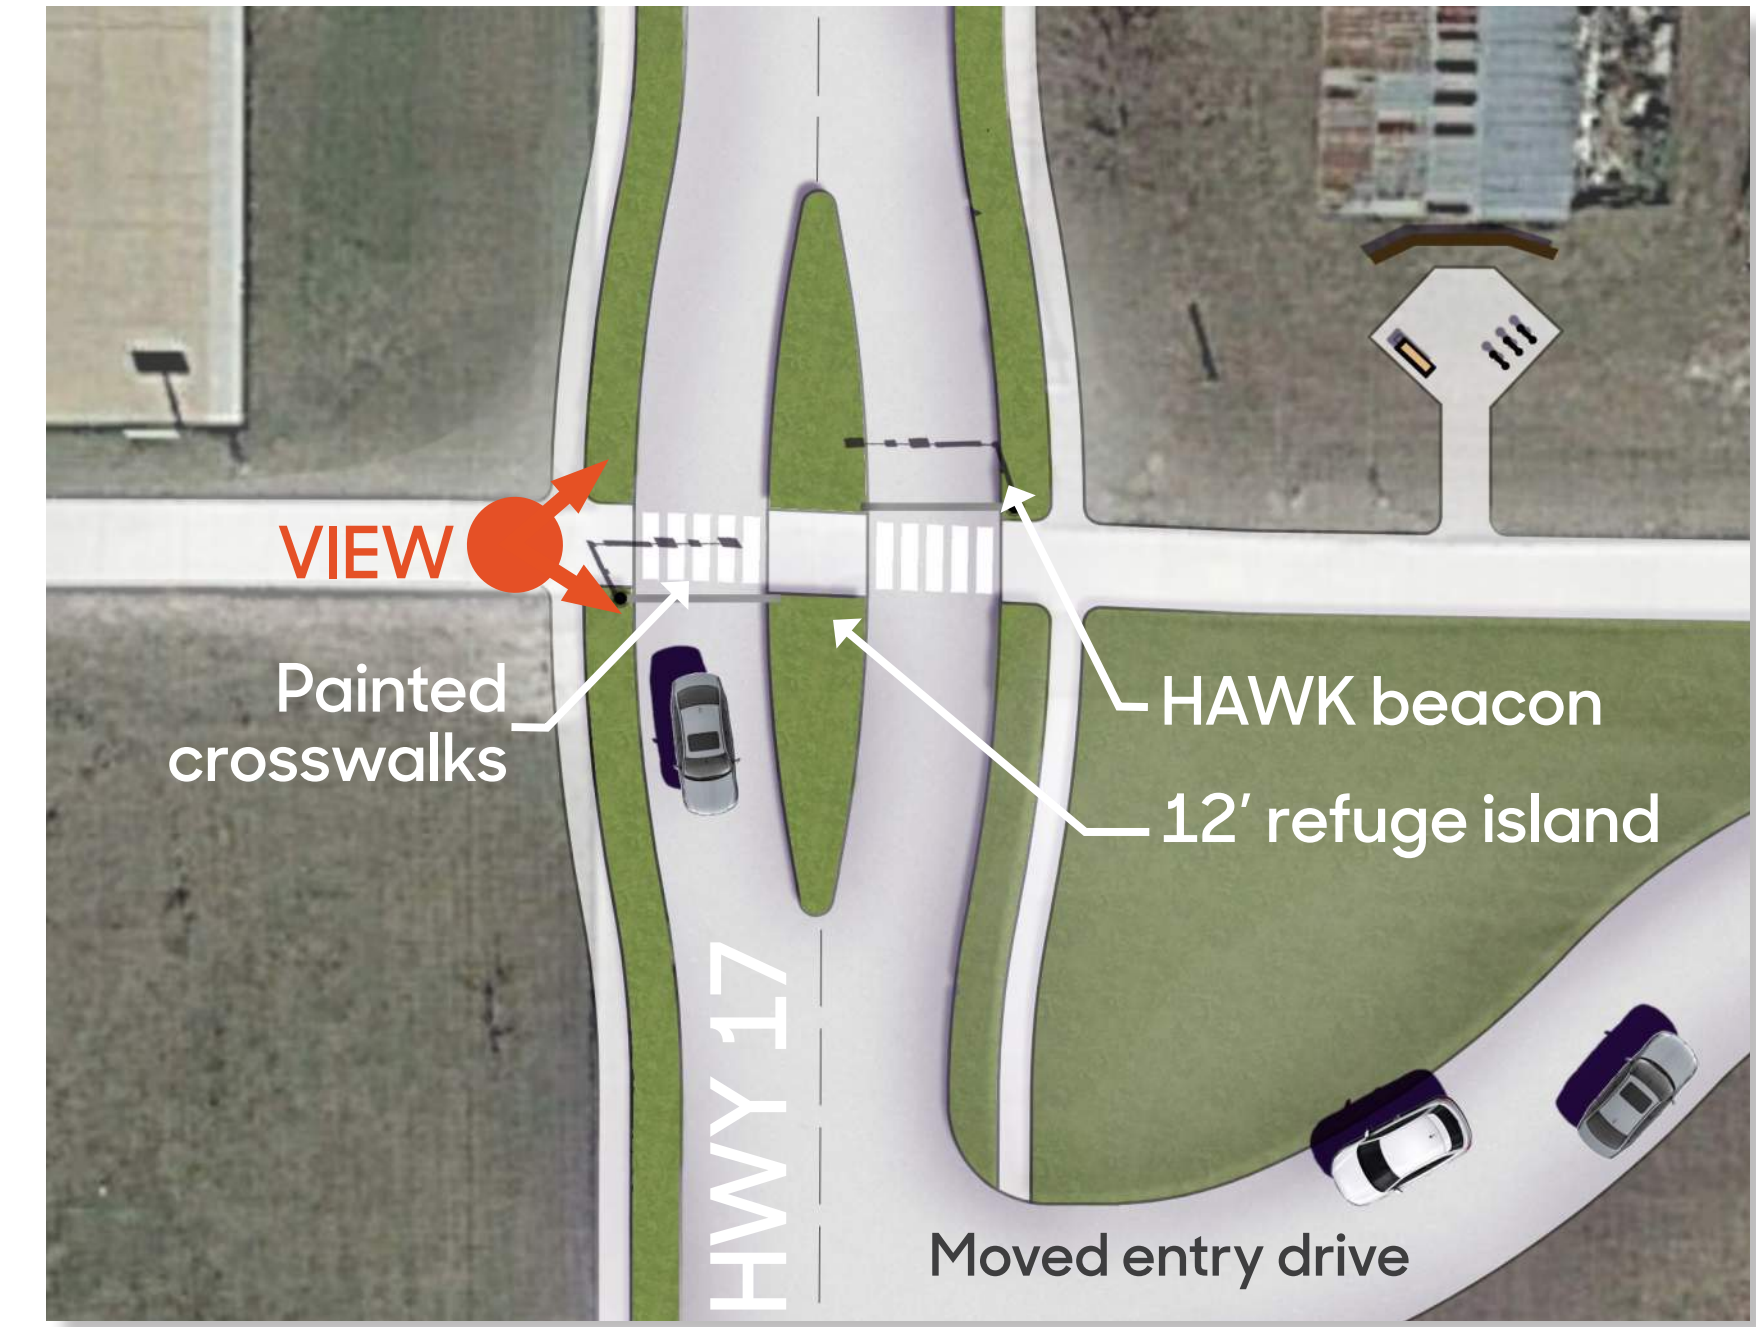 VIEW
Painted
crosswalks
HAWK beacon
12’ refuge island
HWY 17
Moved entry drive